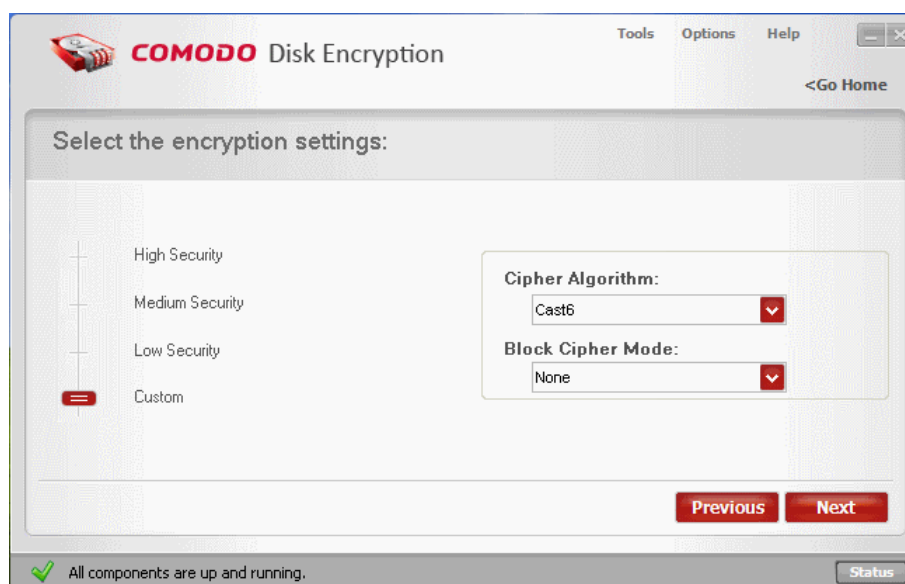 Tools Options Help
COMODO Disk Encryption
<Go Home
Select the encryption settings:
High Security
Medium Security
Low Security
Custom
Cipher Algorithm:
Cast6
Block Cipher Mode:
None
Previous Next
All components are up and running.
Status